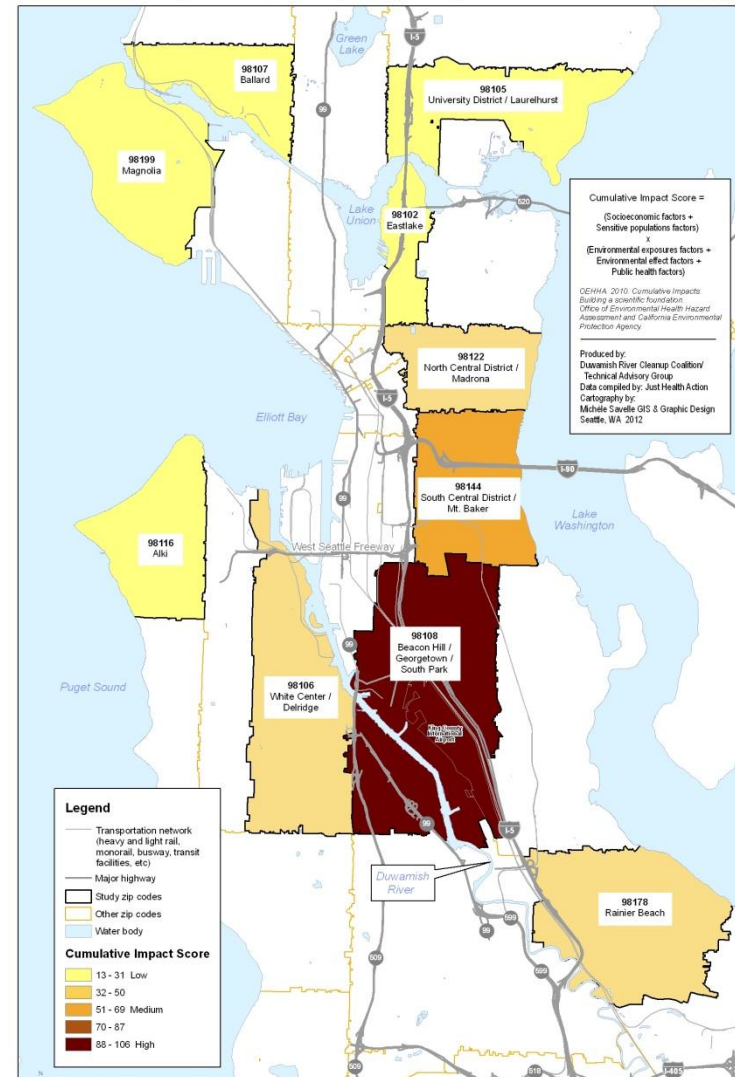 Green
Lake
I-5
99
98107
Ballard
98105
University District / Laurelhurst
98199
Magnolia
Lake
Union
98102
Eastlake
520
Cumulative Impact Score =
(Socioeconomic factors +
Sensitive populations factors)
x
(Environmental exposures factors +
Environmental effect factors +
Public health factors)
OEHHA. 2010. Cumulative Impacts:
Building a scientific foundation.
Office of Environmental Health Hazard
Assessment and California Environmental
Protection Agency
Produced by:
Duwamish River Cleanup Coalition/
Technical Advisory Group
Data compiled by: Just Health Action
Cartography by:
Michèle Savelle GIS & Graphic Design
Seattle, WA 2012
98122
North Central District /
Madrona
I-5
Elliott Bay
98144
South Central District /
Mt. Baker
I-90
99
Lake
Washington
98116
Alki
West Seattle Freeway
98108
Beacon Hill /
Georgetown /
South Park
99
98106
White Center /
Delridge
Puget Sound
King County
International
Airport
99
I-5
Duwamish
River
98178
Rainier Beach
599
99
509
599
509
518
I-405
Legend
Transportation network
(heavy and light rail,
monorail, busway, transit
facilities, etc)
Major highway
Study zip codes
Other zip codes
Water body
Cumulative Impact Score
13 - 31 Low
32 - 50
51 - 69 Medium
70 - 87
88 - 106 High
N